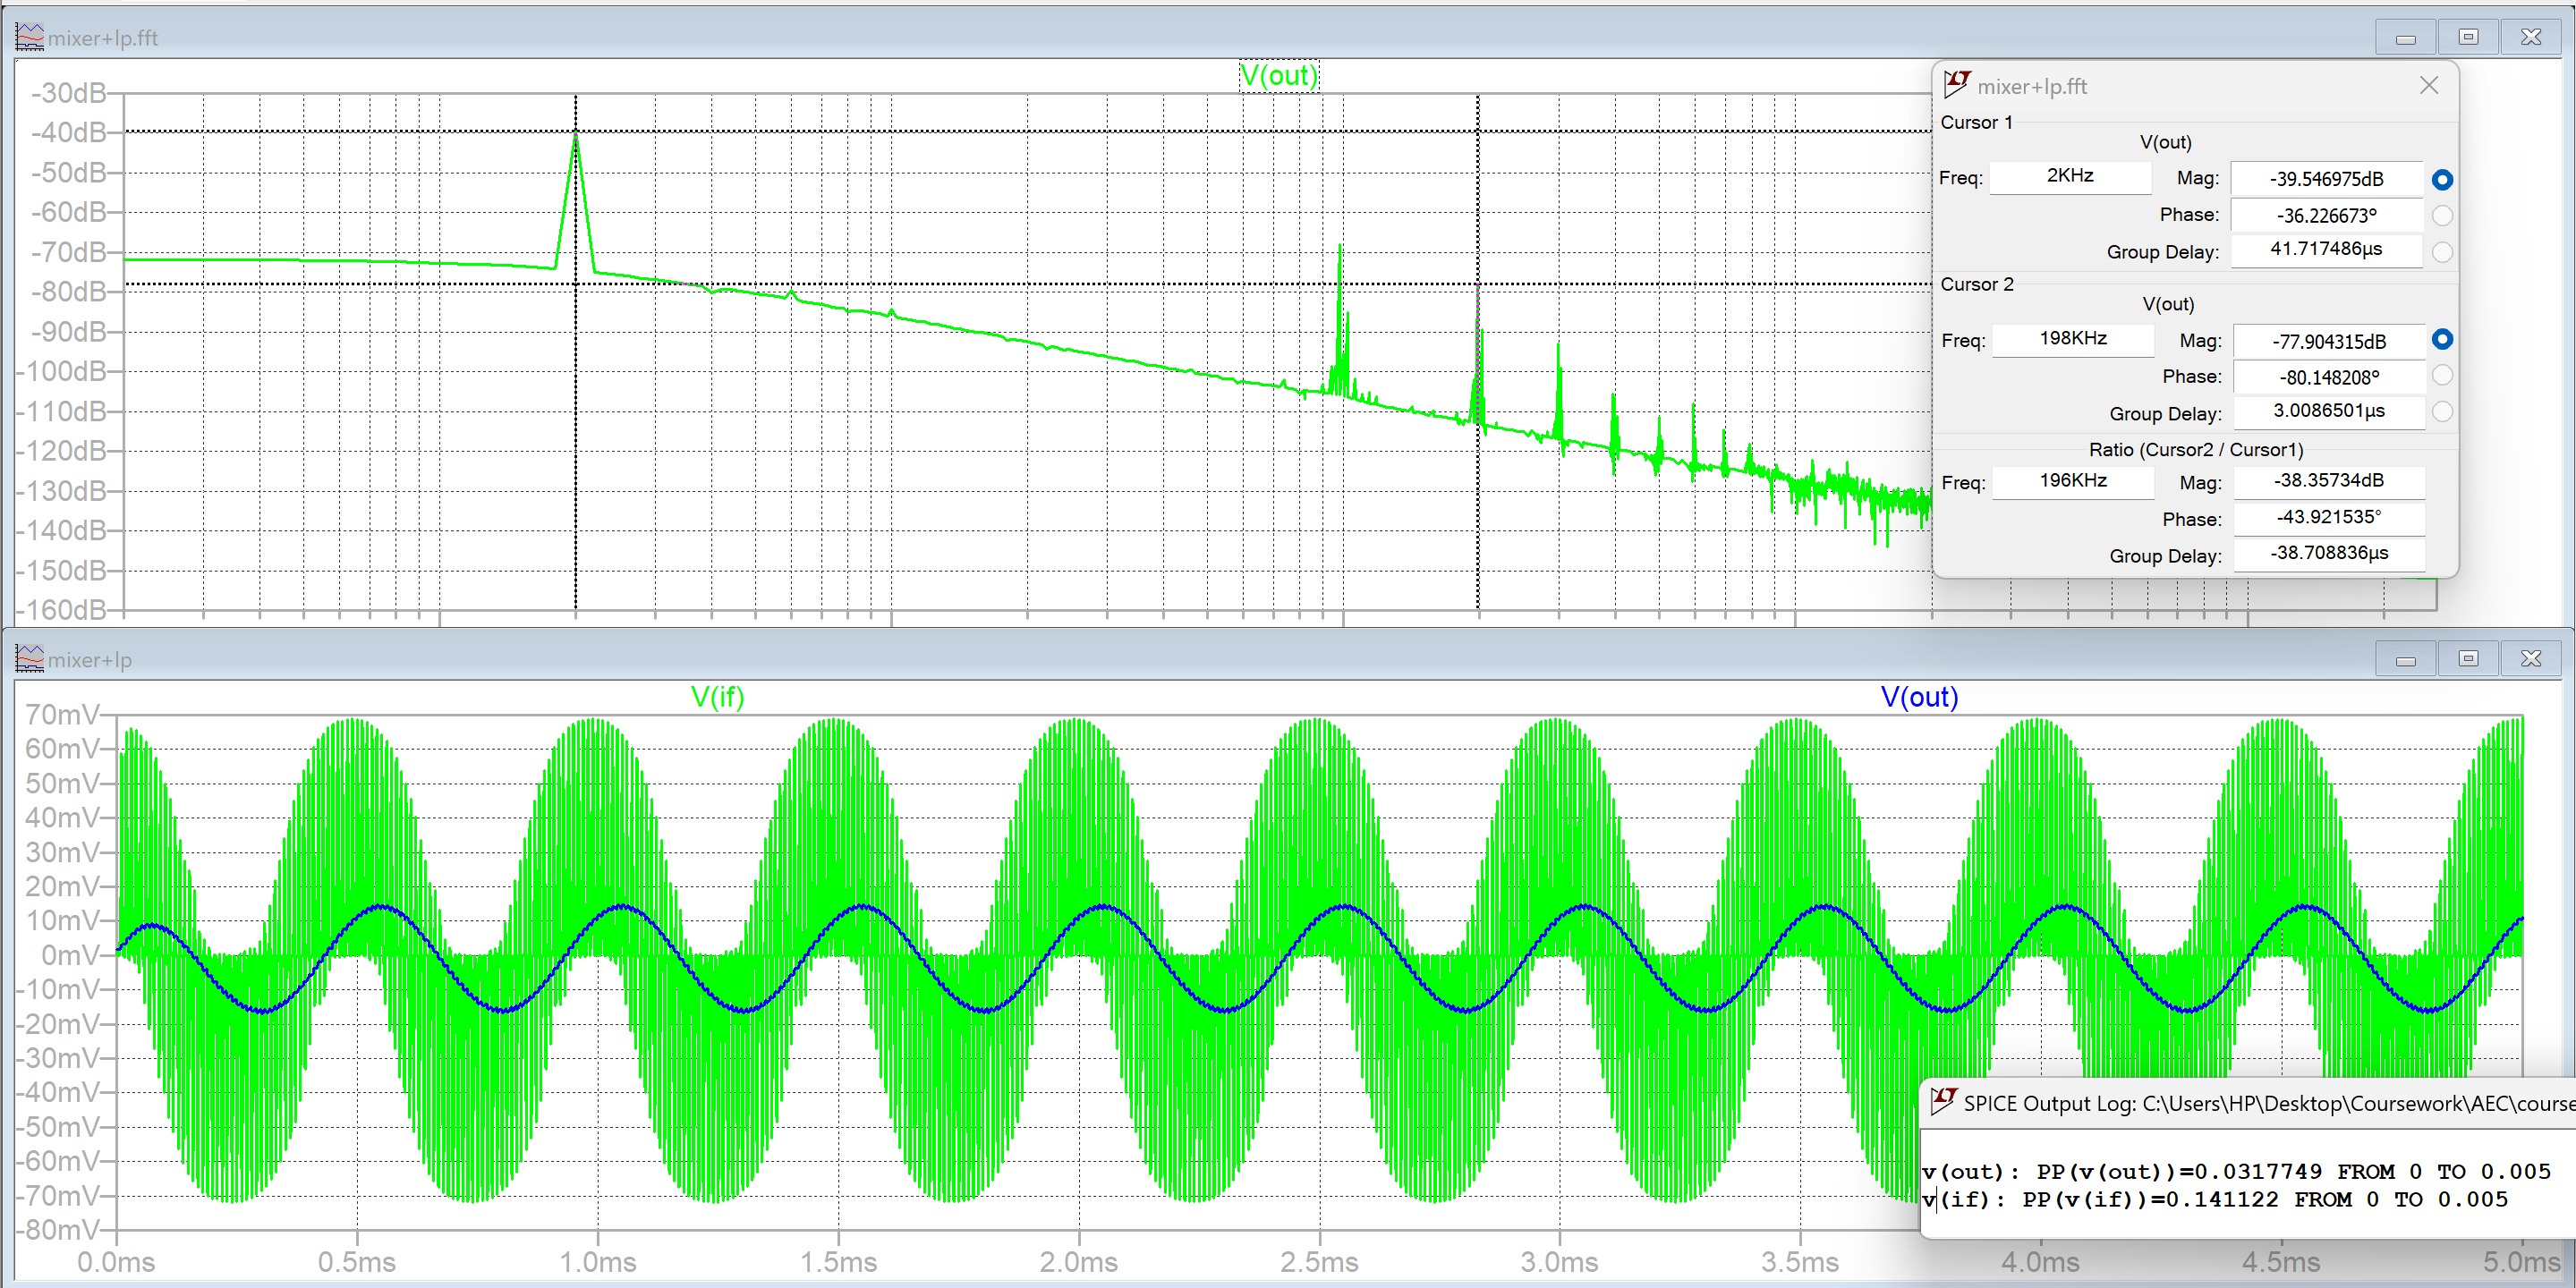 mixer+lp.fft
V(out)
-30dB
-40dB
-50dB
-60dB
-70dB
-80dB
-90dB
-100dB
-110dB
-120dB
-130dB
-140dB
-150dB
-160dB
mixer+lp.fft
Cursor 1
V(out)
Freq: 2KHz Mag: -39.546975dB
Phase: -36.226673°
Group Delay: 41.717486µs
Cursor 2
V(out)
Freq: 198KHz Mag: -77.904315dB
Phase: -80.148208°
Group Delay: 3.0086501µs
Ratio (Cursor2 / Cursor1)
Freq: 196KHz Mag: -38.35734dB
Phase: -43.921535°
Group Delay: -38.708836µs
mixer+lp
V(if) V(out)
70mV
60mV
50mV
40mV
30mV
20mV
10mV
0mV
-10mV
-20mV
-30mV
-40mV
-50mV
-60mV
-70mV
-80mV
0.0ms 0.5ms 1.0ms 1.5ms 2.0ms 2.5ms 3.0ms 3.5ms 4.0ms 4.5ms 5.0ms
SPICE Output Log: C:\Users\HP\Desktop\Coursework\AEC\course
v(out): PP(v(out))=0.0317749 FROM 0 TO 0.005
v(if): PP(v(if))=0.141122 FROM 0 TO 0.005